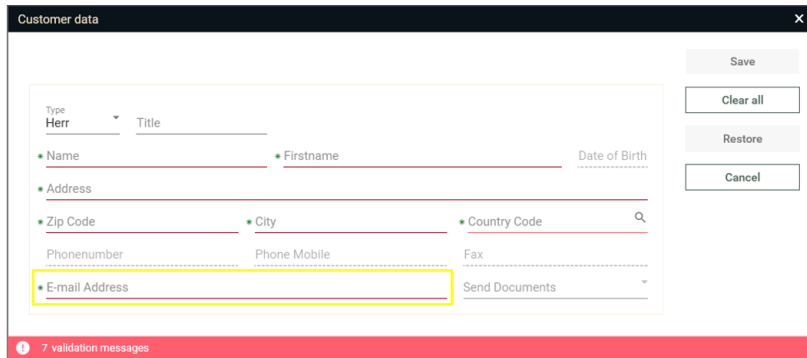 Customer data
Save
Clear all
Restore
Cancel
Type
Herr
Title
* Name
* Firstname
Date of Birth
* Address
* Zip Code
* City
* Country Code
Phonenumber
Phone Mobile
Fax
* E-mail Address
Send Documents
7 validation messages